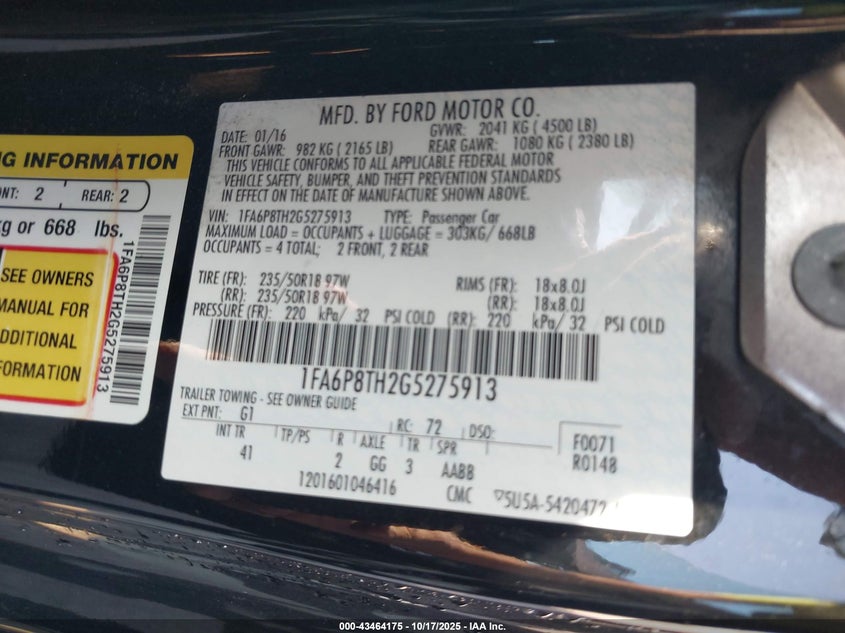 MFD. BY FORD MOTOR CO.
DATE: 01/16 GVWR: 2041 KG ( 4500 LB)
FRONT GAWR: 982 KG ( 2165 LB) REAR GAWR: 1080 KG ( 2380 LB)
THIS VEHICLE CONFORMS TO ALL APPLICABLE FEDERAL MOTOR
VEHICLE SAFETY, BUMPER, AND THEFT PREVENTION STANDARDS
IN EFFECT ON THE DATE OF MANUFACTURE SHOWN ABOVE.
VIN: 1FA6P8TH2G5275913 TYPE: Passenger Car
MAXIMUM LOAD = OCCUPANTS + LUGGAGE = 303KG/ 668LB
OCCUPANTS = 4 TOTAL; 2 FRONT, 2 REAR
TIRE (FR): 235/50R18 97W RIMS (FR): 18x8.0J
(RR): 235/50R18 97W (RR): 18x8.0J
PRESSURE (FR): 220 kPa/ 32 PSI COLD (RR): 220 kPa/ 32 PSI COLD
1FA6P8TH2G5275913
TRAILER TOWING - SEE OWNER GUIDE
EXT PNT: G1 RC: 72 DSO:
INT TR TP/PS R AXLE TR SPR F0071
41 2 GG 3 AABB R0148
1201601046416 CMC
INFORMATION
2 REAR: 2
kg or 668 lbs.
SEE OWNERS
MANUAL FOR
1FA6P8TH2G5275913
000-43464175 - 10/17/2025 - IAA Inc.